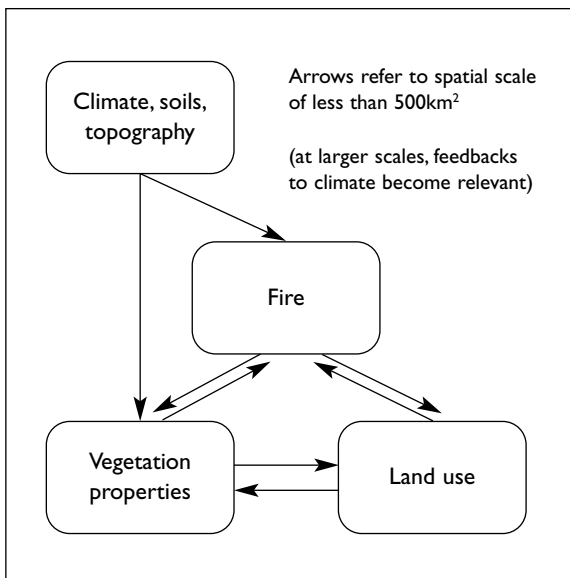 Climate, soils,
topography
Arrows refer to spatial scale
of less than 500km²
(at larger scales, feedbacks
to climate become relevant)
Fire
Vegetation
properties
Land use